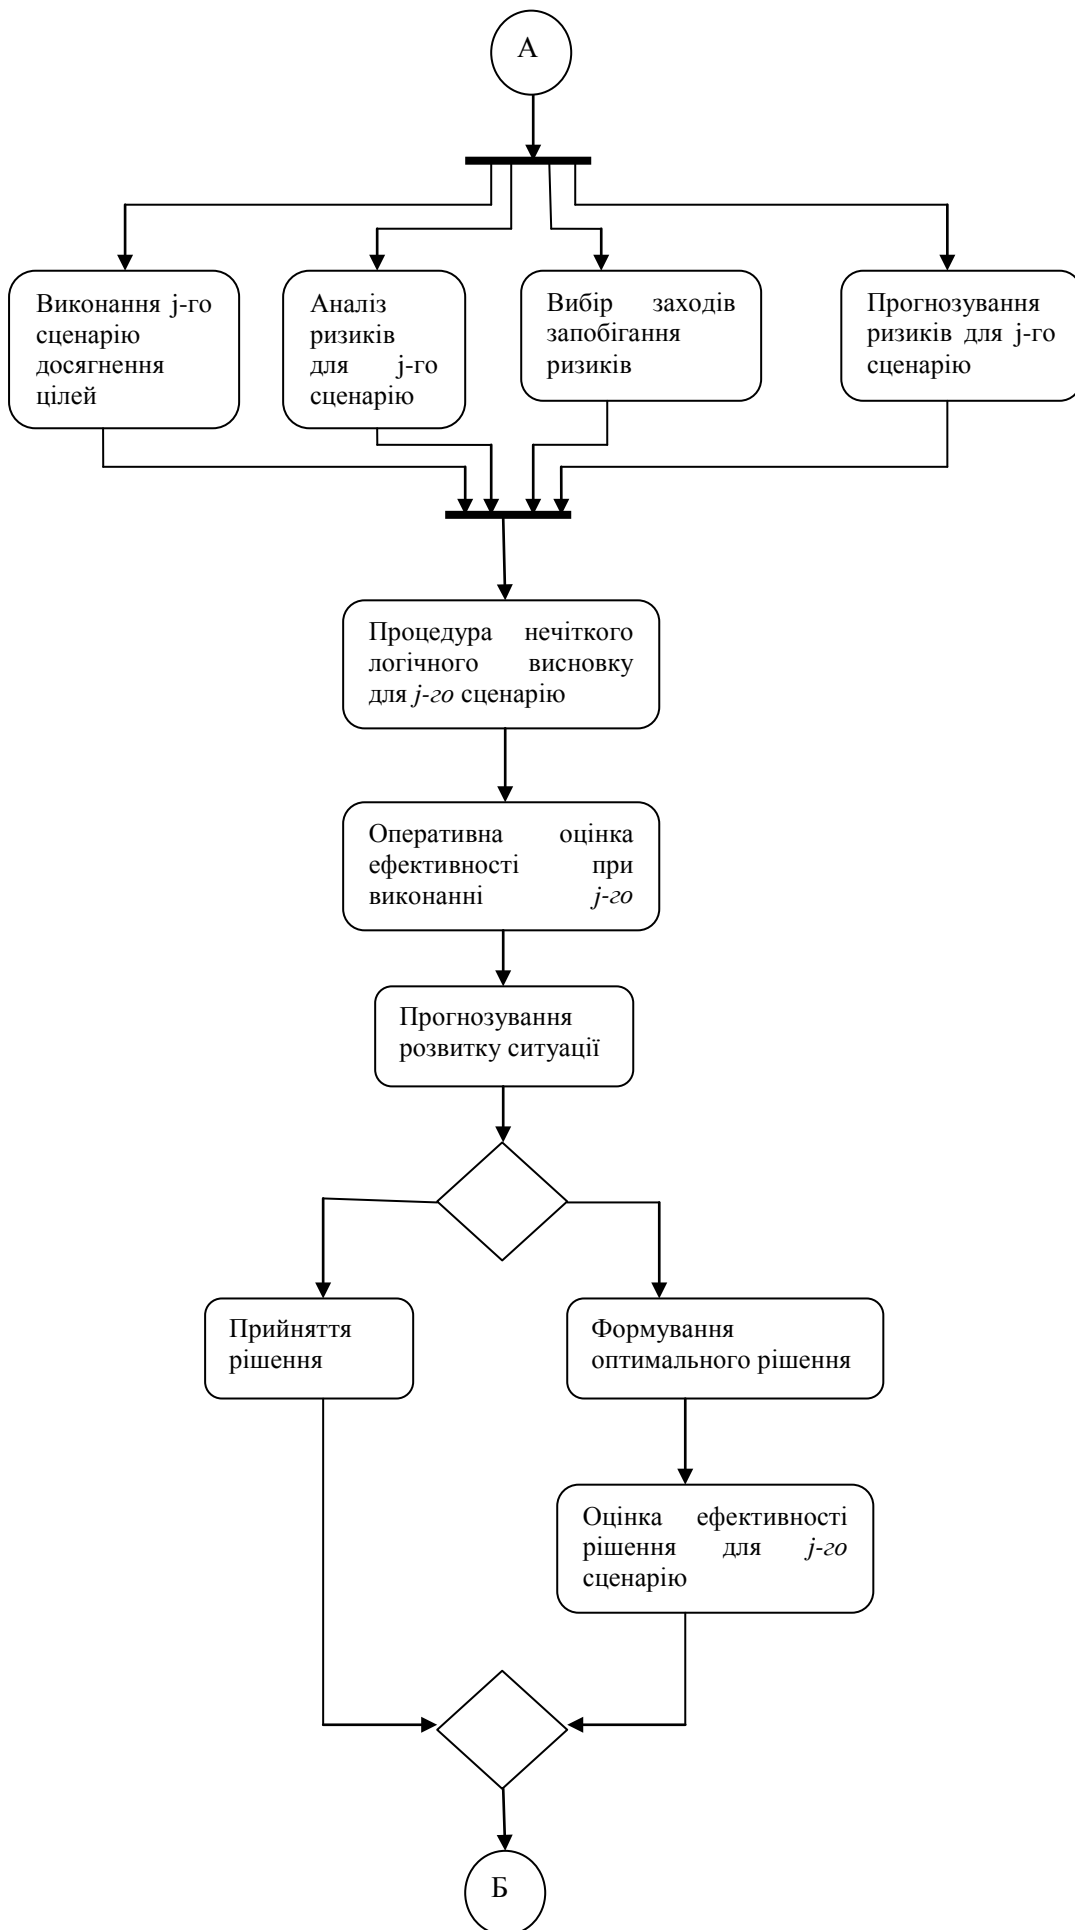 А
Виконання j-го
сценарію
досягнення
цілей
Аналіз
ризиків
для j-го
сценарію
Вибір заходів
запобігання
ризиків
Прогнозування
ризиків для j-го
сценарію
Процедура нечіткого
логічного висновку
для j-го сценарію
Оперативна оцінка
ефективності при
виконанні j-го
Прогнозування
розвитку ситуації
Прийняття
рішення
Формування
оптимального рішення
Оцінка ефективності
рішення для j-го
сценарію
Б